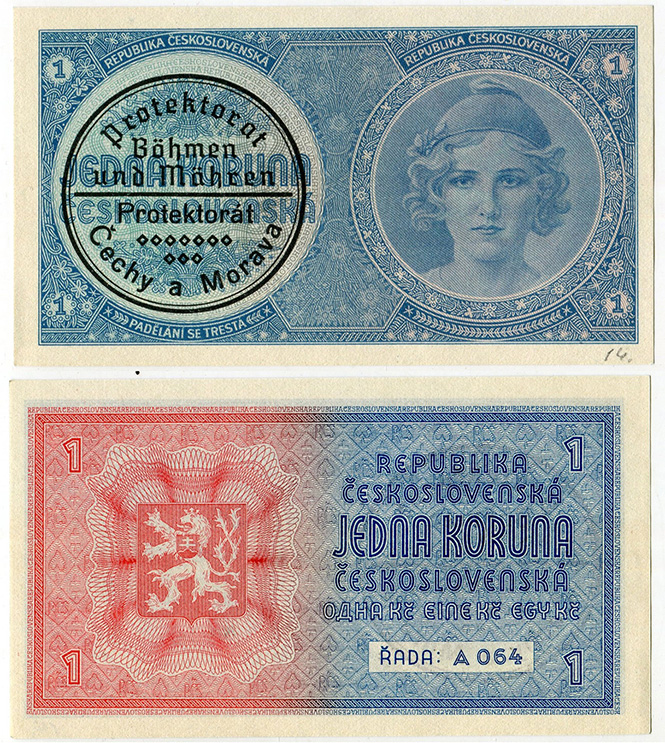 REPUBLIKA ČESKOSLOVENSKÁ
REPUBLIKA ČESKOSLOVENSKÁ
1
1
Protektorat
Böhmen
und Mähren
Protektorát
Čechy a Morava
JEDNA KORUNA
ČESKOSLOVENSKÁ
1
1
PADĚLÁNÍ SE TRESTÁ
14.
1
1
REPUBLIKA
ČESKOSLOVENSKÁ
JEDNA KORUNA
ČESKOSLOVENSKÁ
ОДНА Kč EINE Kč EGY Kč
ŘADA: A 064
1
1